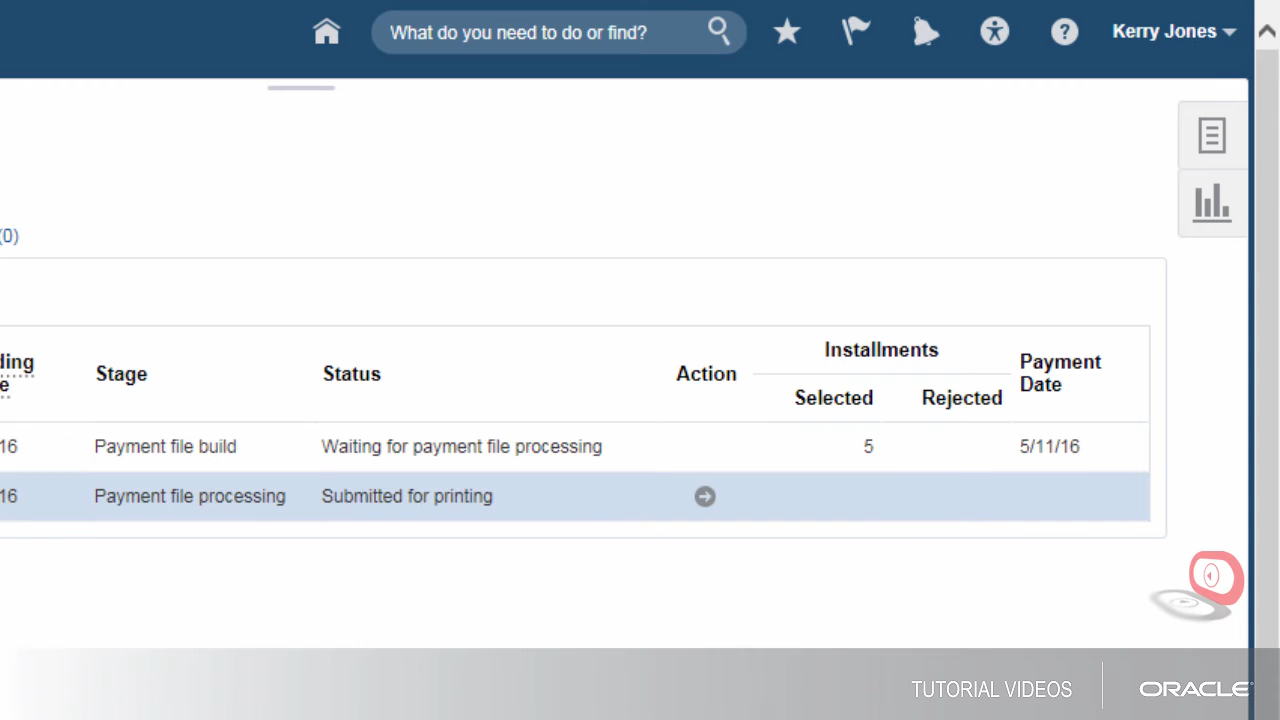 What do you need to do or find?
Kerry Jones
(0)
ding
e
Stage
Status
Action
Installments
Selected
Rejected
Payment
Date
16
Payment file build
Waiting for payment file processing
5
5/11/16
16
Payment file processing
Submitted for printing
TUTORIAL VIDEOS
ORACLE